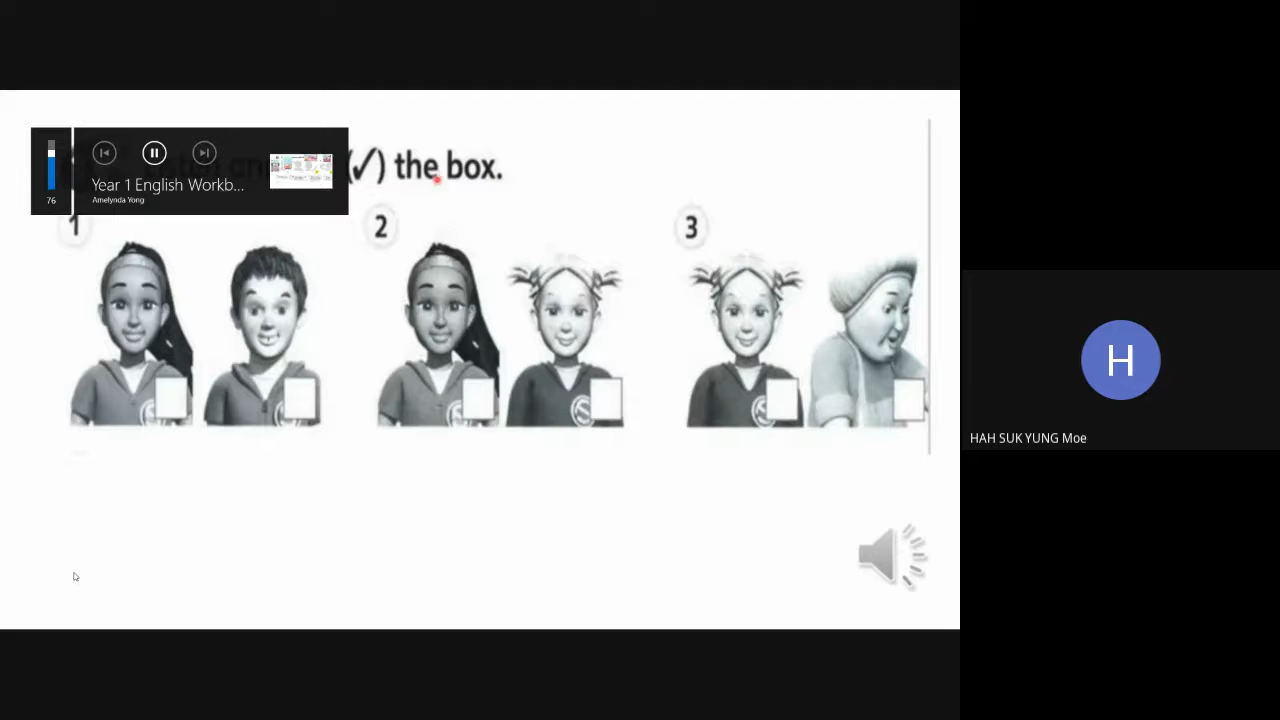 (✓) the box.
Year 1 English Workb...
Amelynda Yong
76
1
2
3
H
HAH SUK YUNG Moe